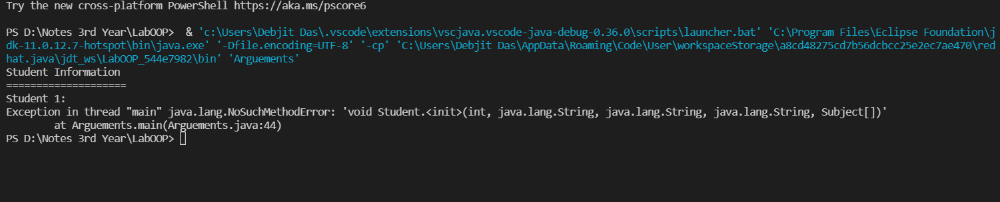 Try the new cross-platform PowerShell https://aka.ms/pscore6
PS D:\Notes 3rd Year\LabOOP>  & 'c:\Users\Debjit Das\.vscode\extensions\vscjava.vscode-java-debug-0.36.0\scripts\launcher.bat' 'C:\Program Files\Eclipse Foundation\j
dk-11.0.12.7-hotspot\bin\java.exe' '-Dfile.encoding=UTF-8' '-cp' 'C:\Users\Debjit Das\AppData\Roaming\Code\User\workspaceStorage\a8cd48275cd7b56dcbcc25e2ec7ae470\red
hat.java\jdt_ws\LabOOP_544e7982\bin' 'Arguements'
Student Information
====================
Student 1:
Exception in thread "main" java.lang.NoSuchMethodError: 'void Student.<init>(int, java.lang.String, java.lang.String, java.lang.String, Subject[])'
        at Arguements.main(Arguements.java:44)
PS D:\Notes 3rd Year\LabOOP>